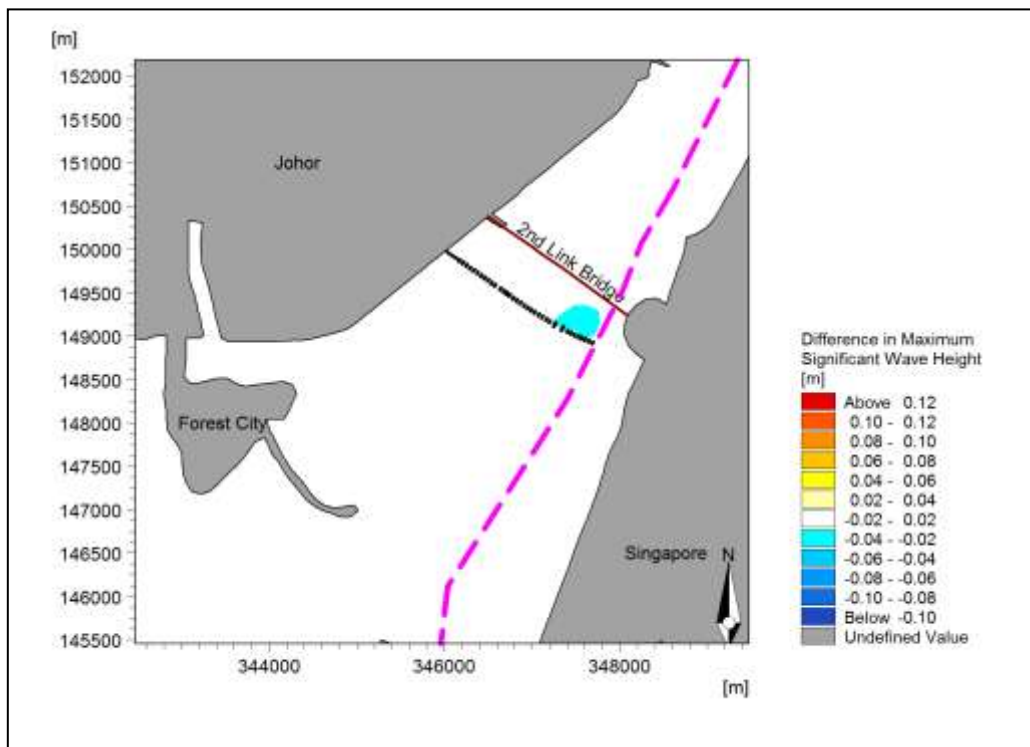 [m]
152000
151500
151000
150500
150000
149500
149000
148500
148000
147500
147000
146500
146000
145500
Johor
2nd Link Bridge
Forest City
Singapore
N
344000
346000
348000
[m]
Difference in Maximum
Significant Wave Height
[m]
Above 0.12
0.10 - 0.12
0.08 - 0.10
0.06 - 0.08
0.04 - 0.06
0.02 - 0.04
-0.02 - 0.02
-0.04 - -0.02
-0.06 - -0.04
-0.08 - -0.06
-0.10 - -0.08
Below -0.10
Undefined Value